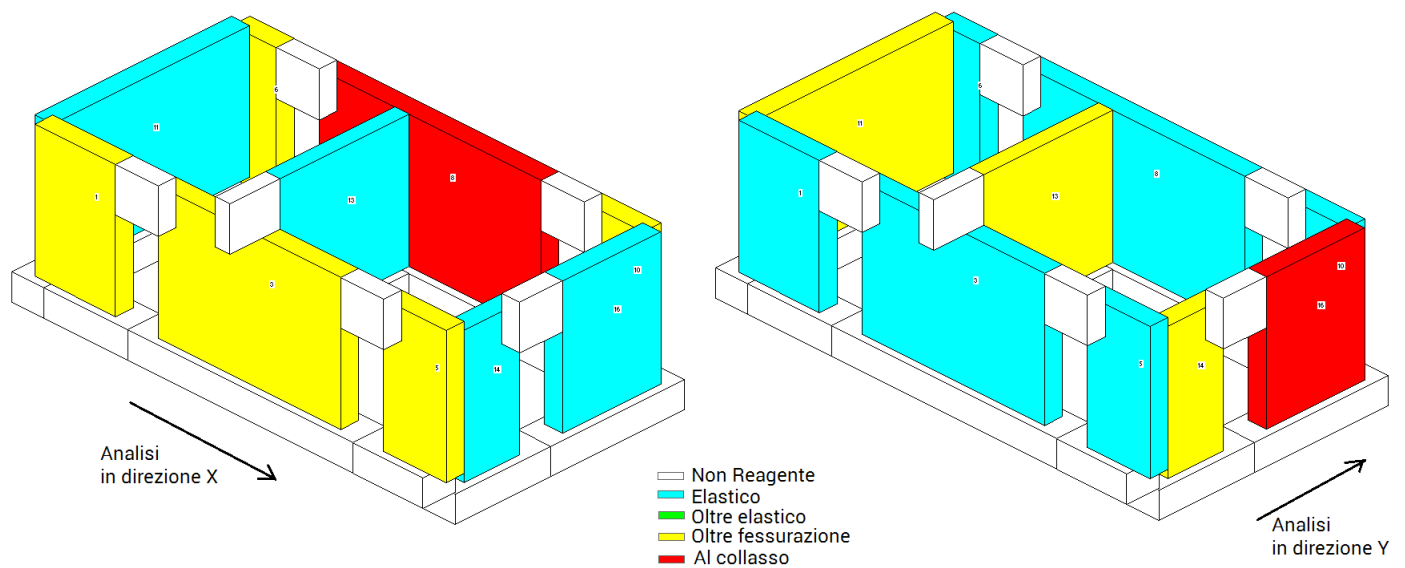 6
11
8
1
13
10
3
16
5
14
Analisi
in direzione X
6
11
8
1
13
10
3
16
5
14
Analisi
in direzione Y
Non Reagente
Elastico
Oltre elastico
Oltre fessurazione
Al collasso